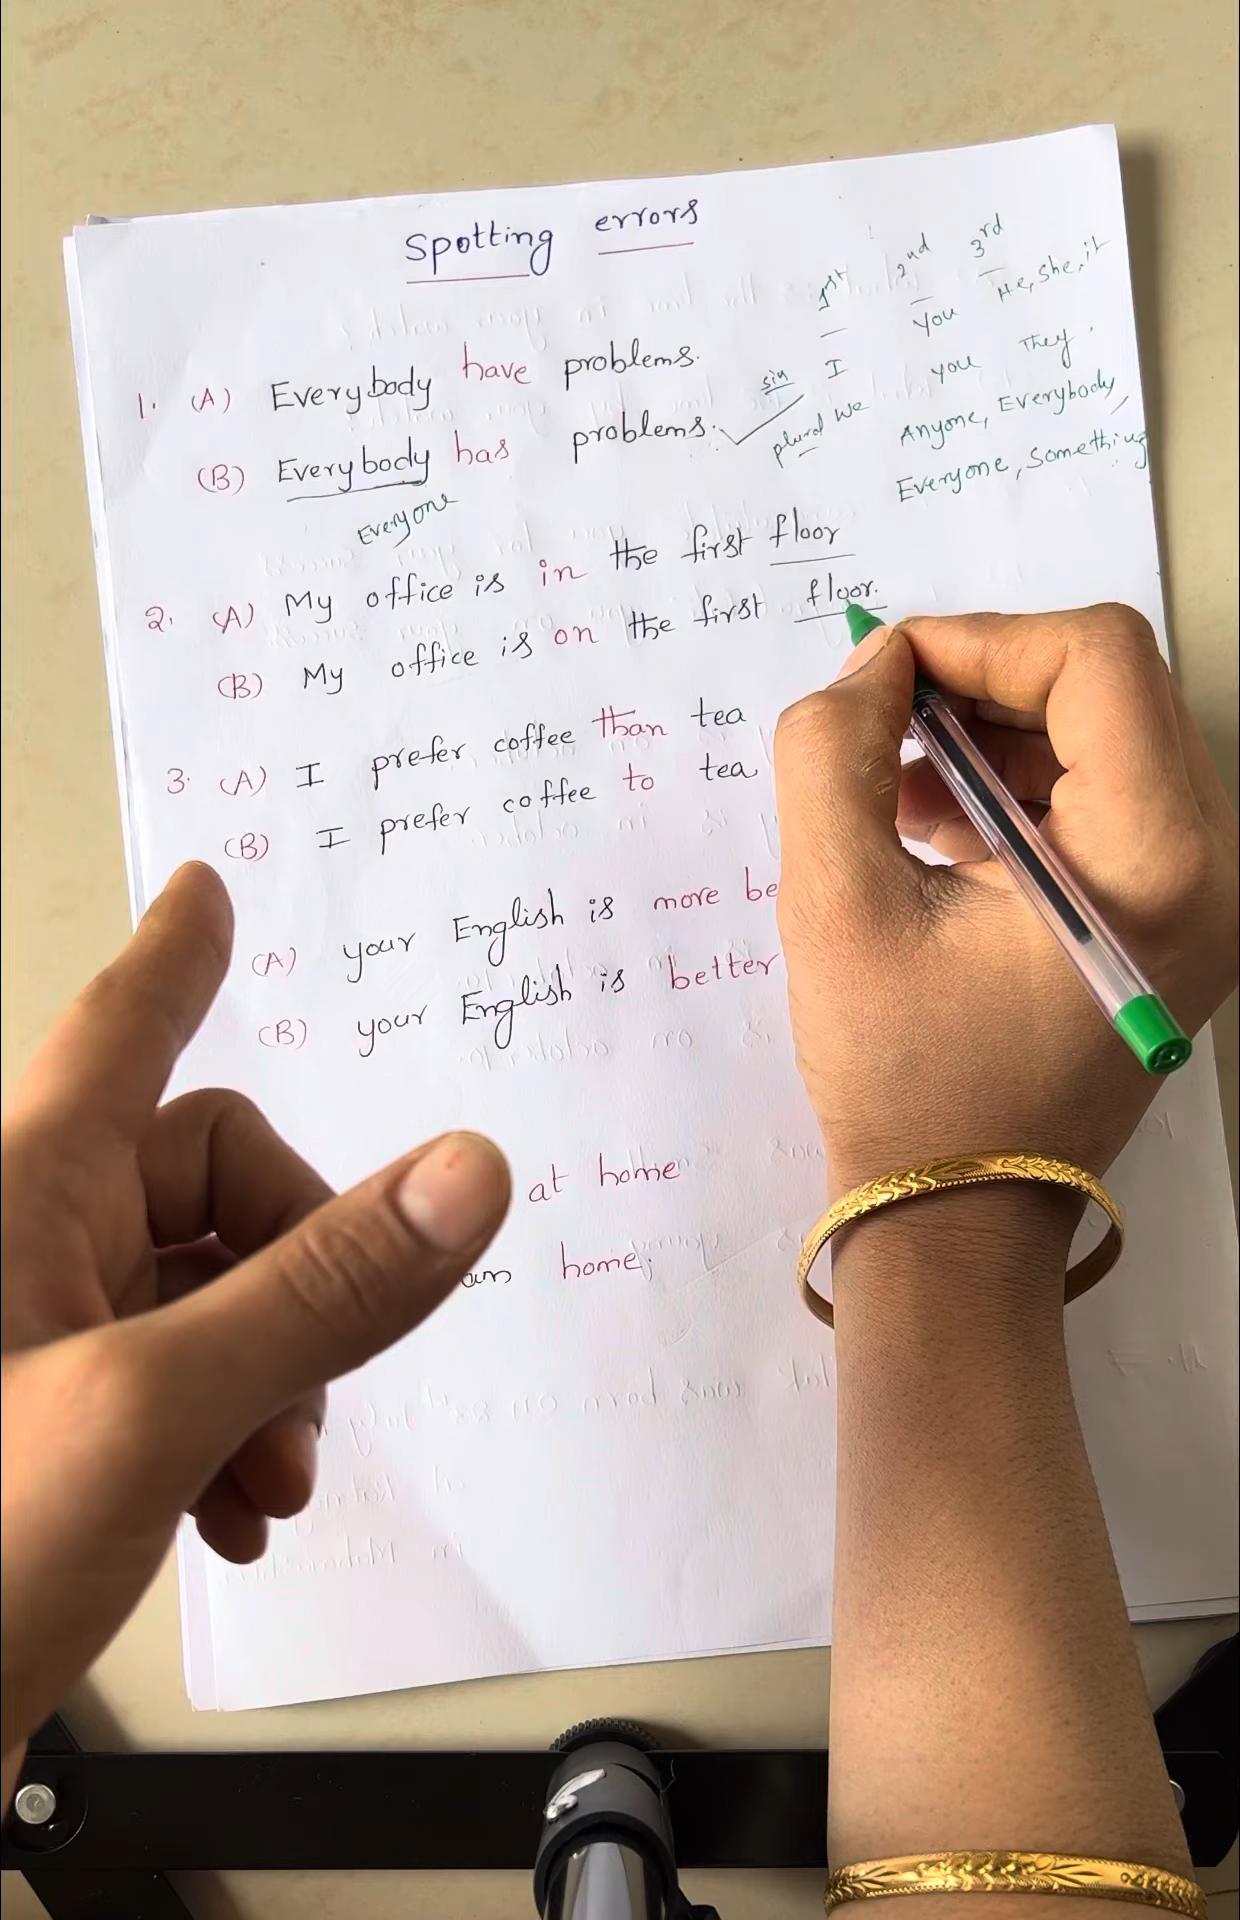 Spotting errors
1st 2nd 3rd
sin I you He, she, it
plural we you They
Anyone, Everybody,
Everyone, Something
1. (A) Everybody have problems.
(B) Everybody has problems.
Everyone
2. (A) My office is in the first floor
(B) My office is on the first floor.
3. (A) I prefer coffee than tea
(B) I prefer coffee to tea
(A) your English is more be
(B) your English is better
at home
home.